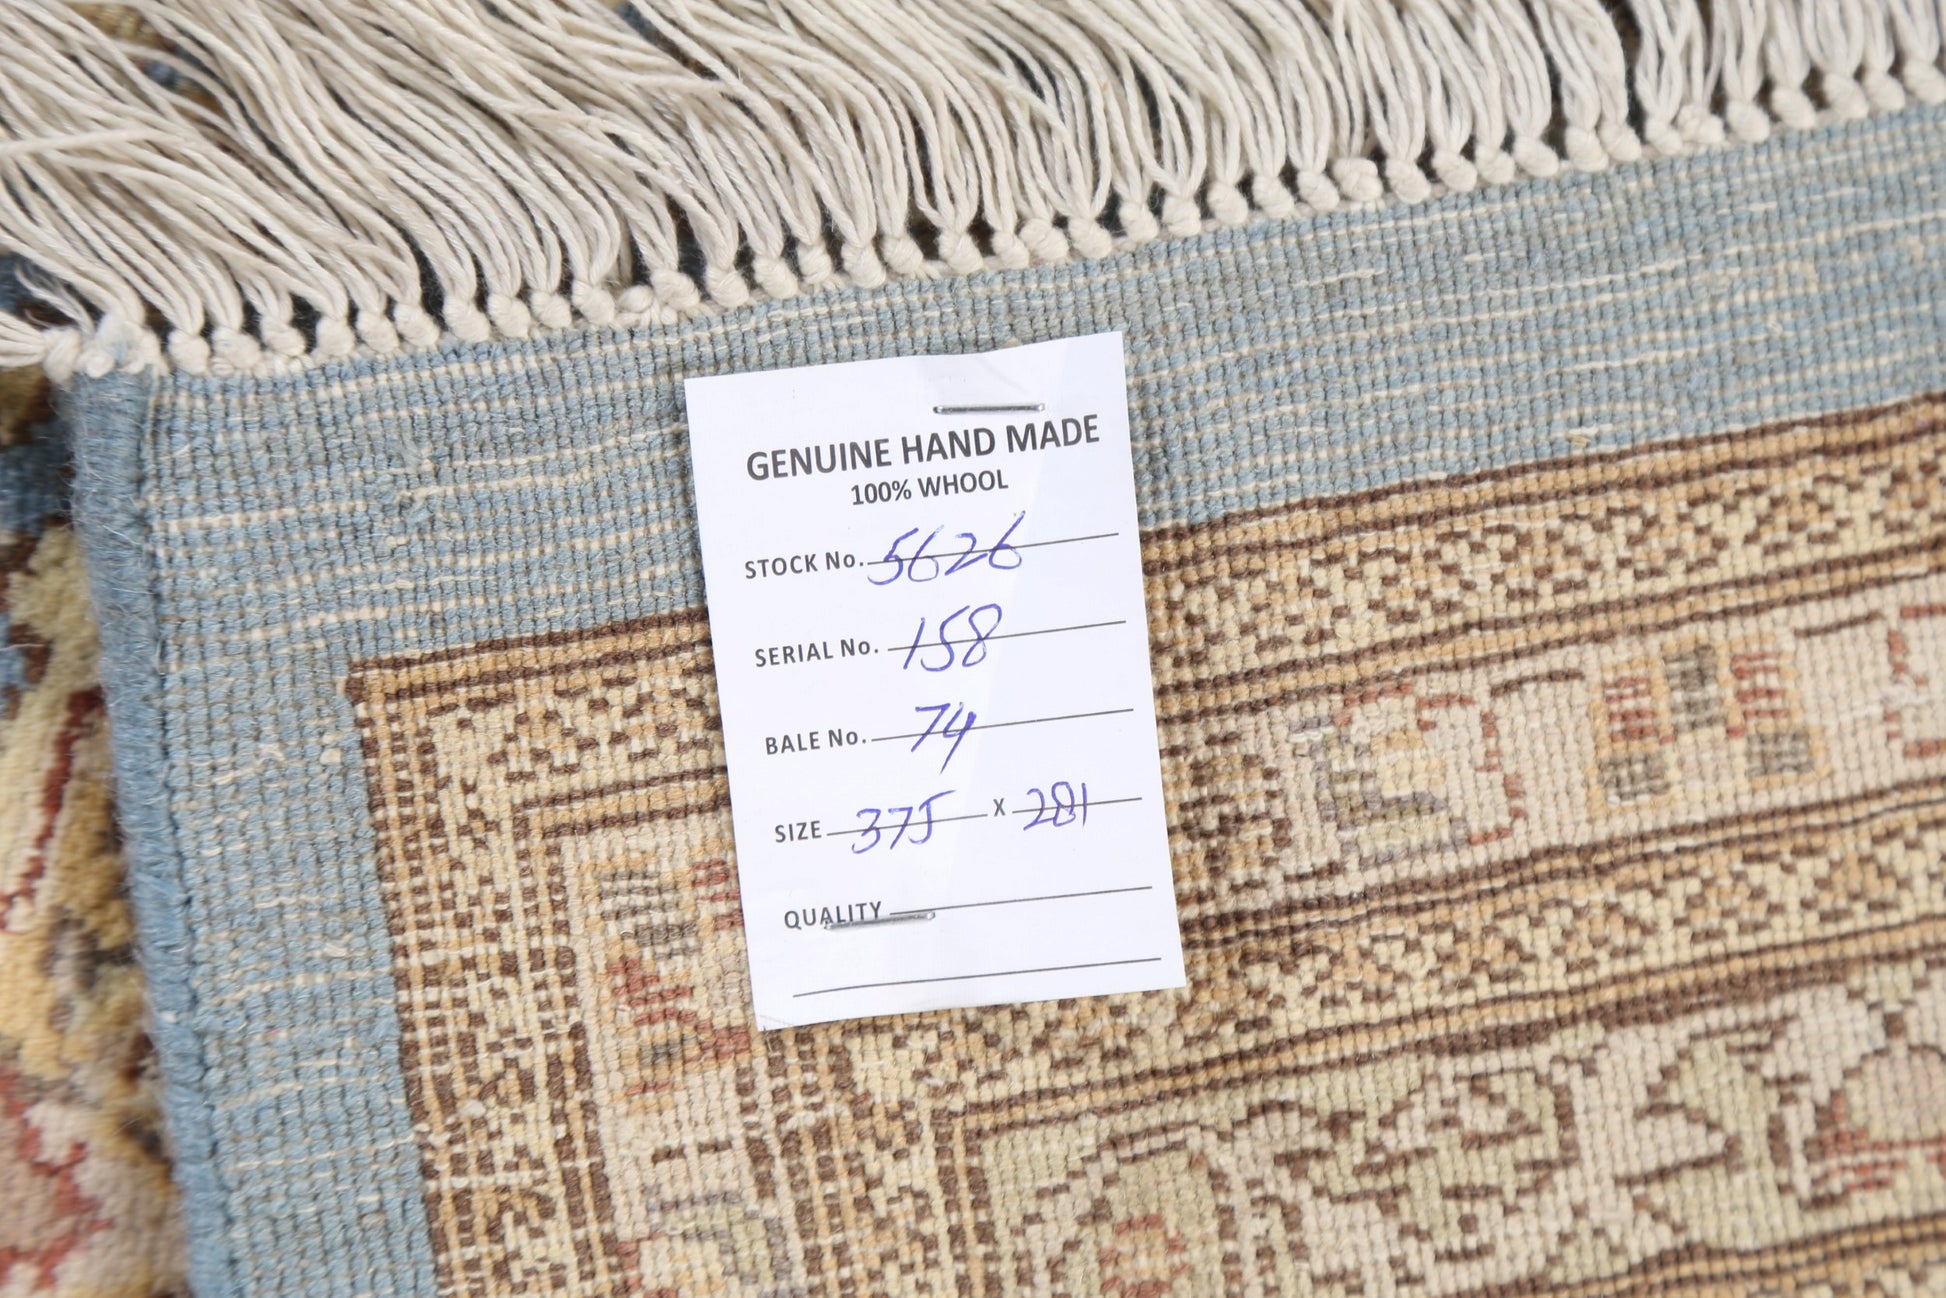 GENUINE HAND MADE
100% WHOOL
STOCK No. 5626
SERIAL No. 158
BALE No. 74
SIZE 375 X 281
QUALITY